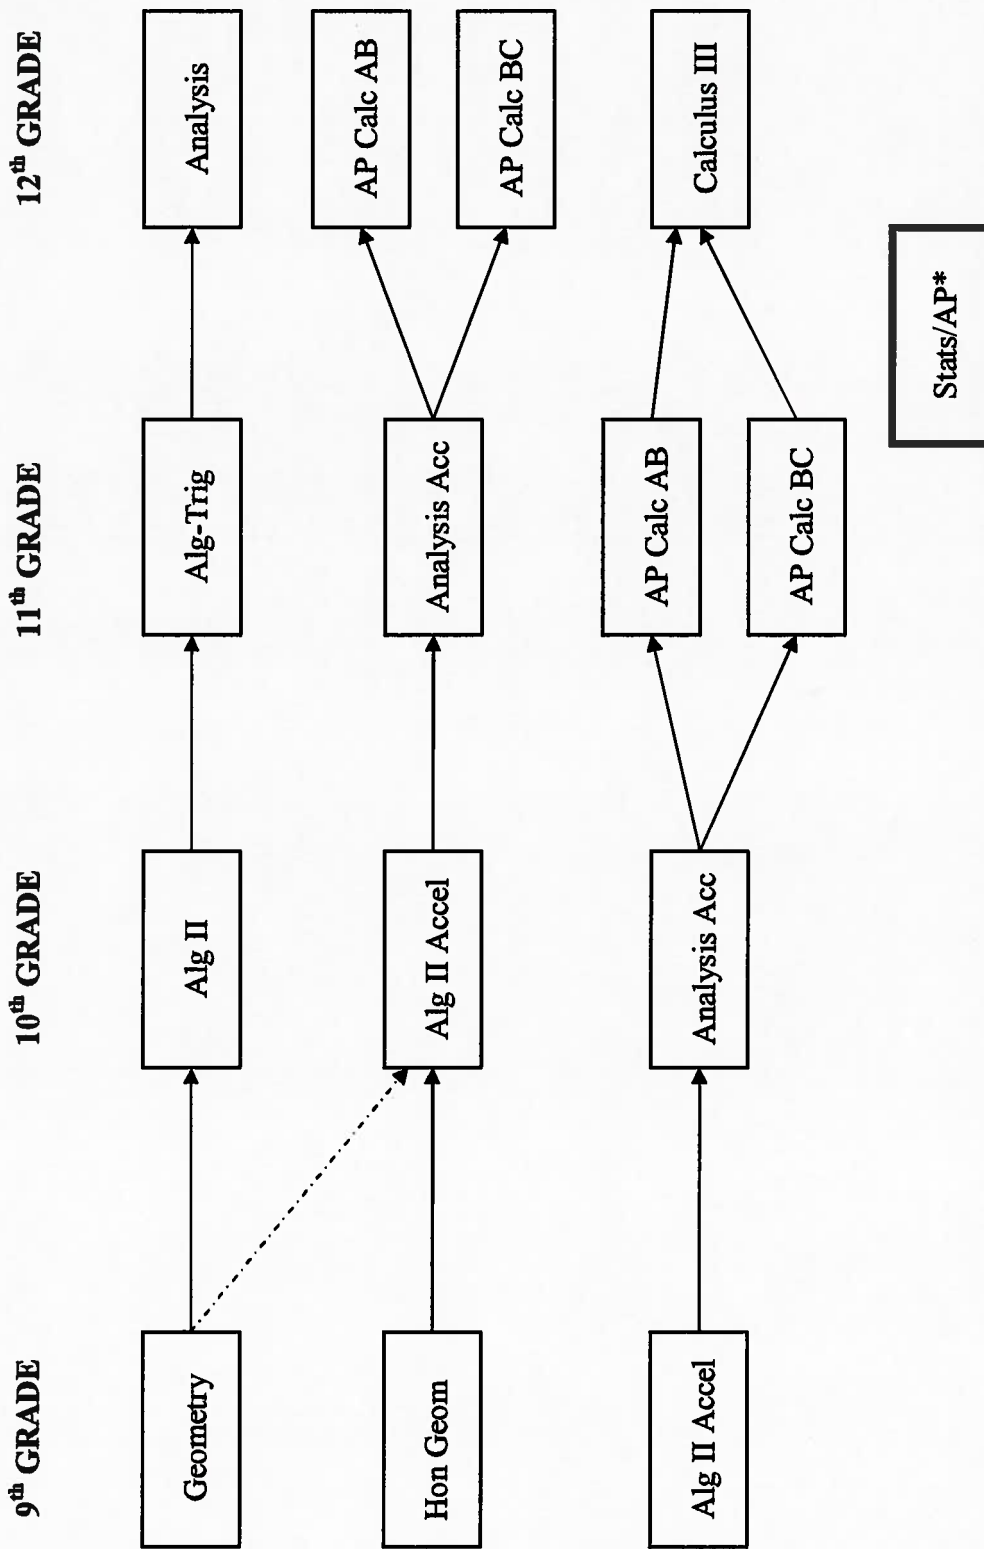 9th GRADE
10th GRADE
11th GRADE
12th GRADE
Geometry
Alg II
Alg-Trig
Analysis
Hon Geom
Alg II Accel
Analysis Acc
AP Calc AB
AP Calc BC
Alg II Accel
Analysis Acc
AP Calc AB
AP Calc BC
Calculus III
Stats/AP*